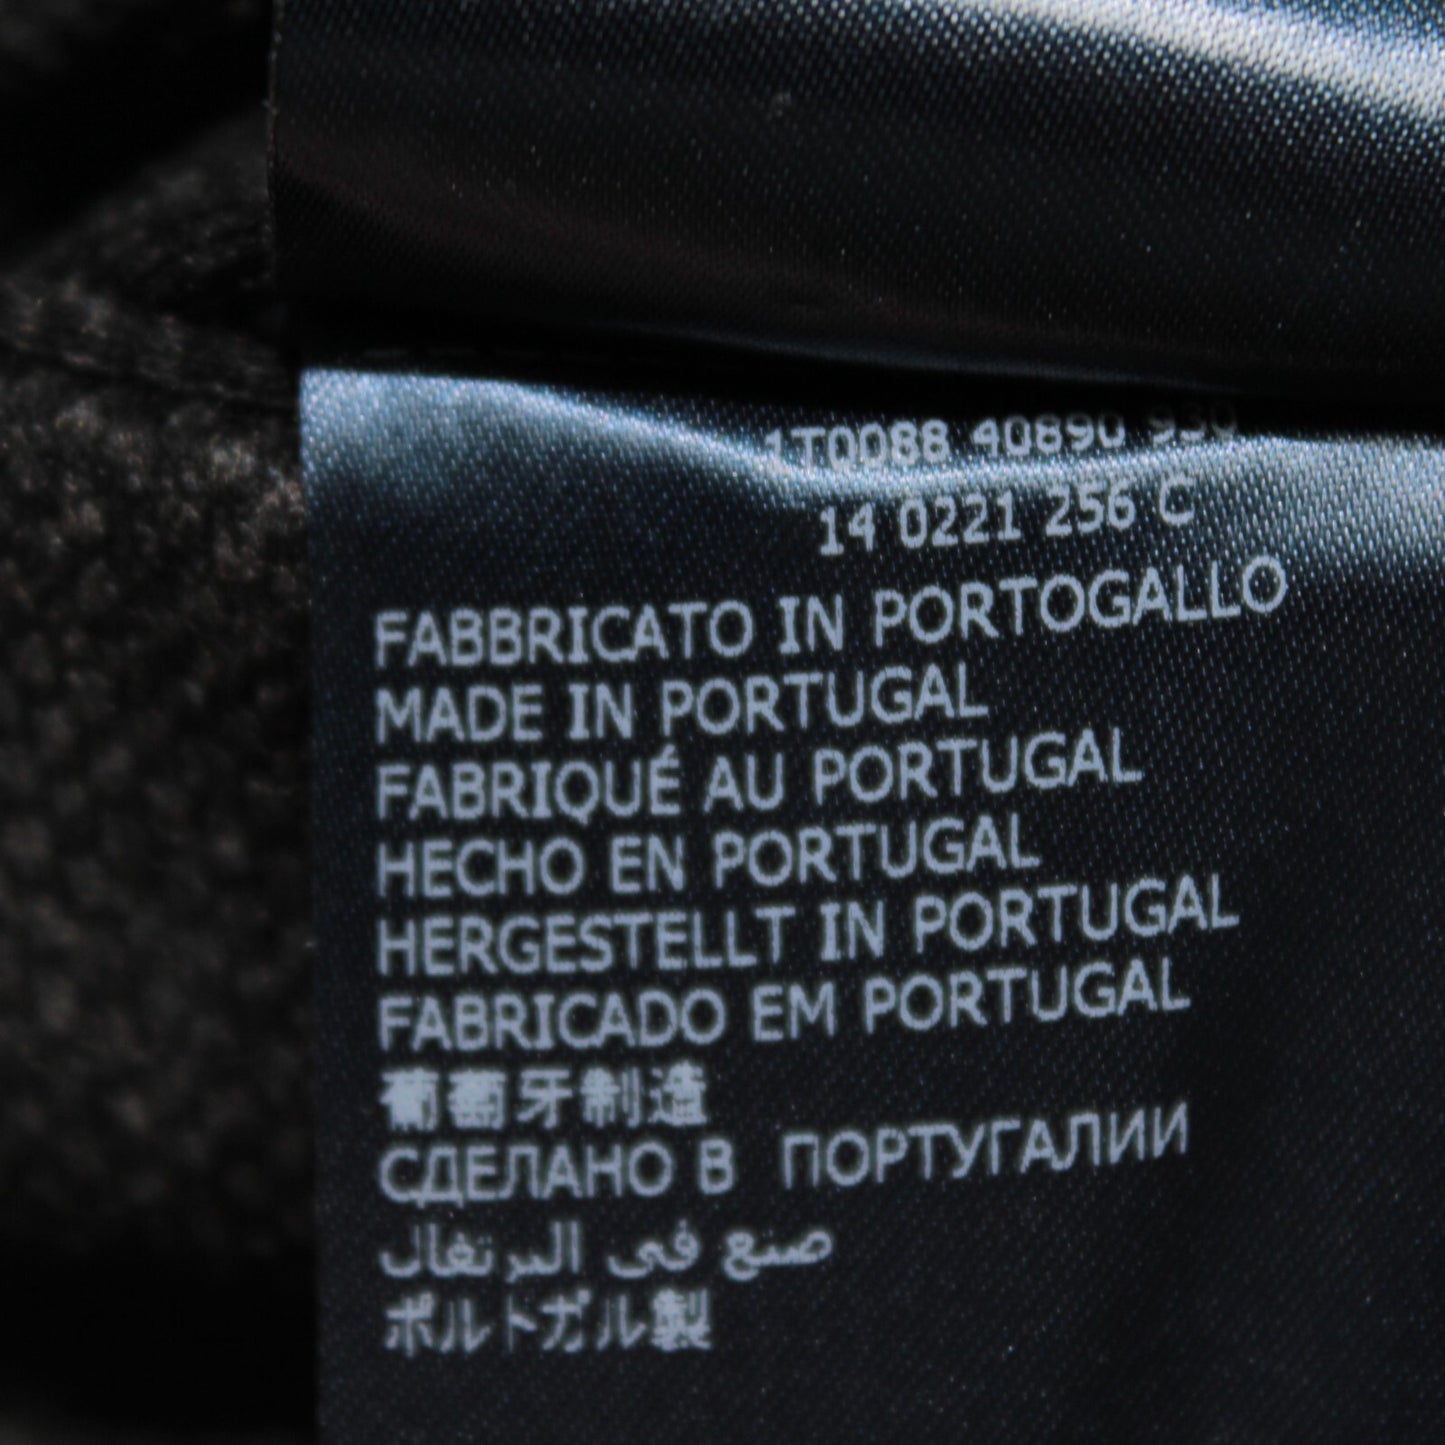 1T0088 40890 930
14 0221 256 C
FABBRICATO IN PORTOGALLO
MADE IN PORTUGAL
FABRIQUÉ AU PORTUGAL
HECHO EN PORTUGAL
HERGESTELLT IN PORTUGAL
FABRICADO EM PORTUGAL
葡萄牙制造
СДЕЛАНО В ПОРТУГАЛИИ
صنع في البرتغال
ポルトガル製